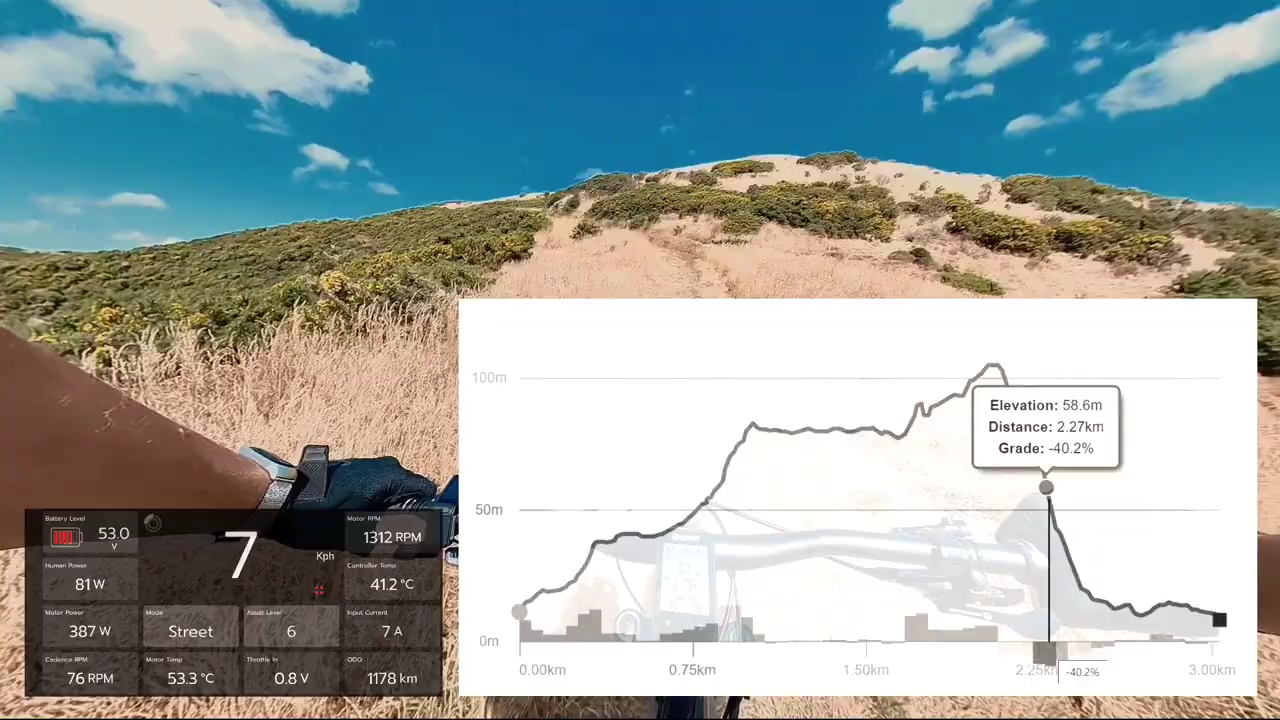 100m
Elevation: 58.6m
Distance: 2.27km
Grade: -40.2%
50m
0m
0.00km
0.75km
1.50km
2.25k
3.00km
-40.2%
Battery Level
53.0
V
7
Kph
Motor RPM
1312 RPM
Human Power
81 W
Controller Temp
41.2 °C
Motor Power
387 W
Mode
Street
Assist Level
6
Input Current
7 A
Cadence RPM
76 RPM
Motor Temp
53.3 °C
Throttle In
0.8 V
ODO
1178 km